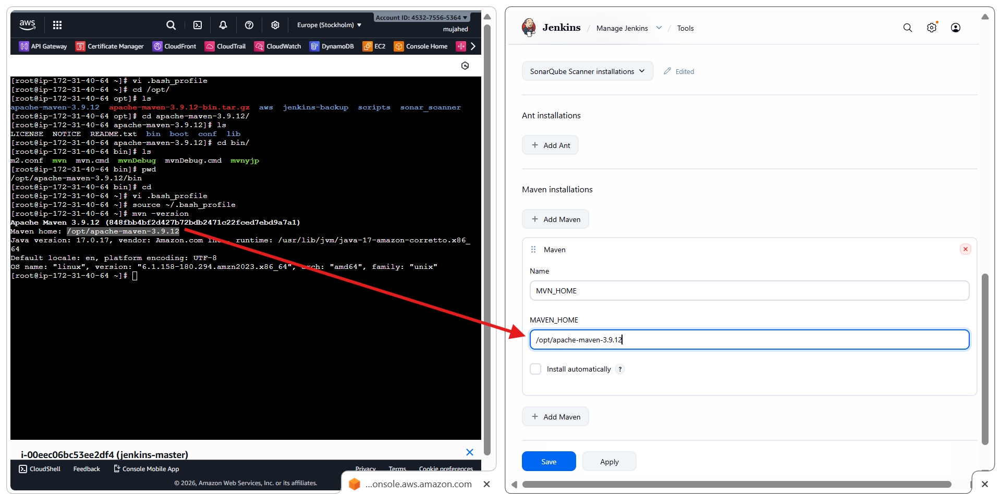 aws
Europe (Stockholm) ▼
Account ID: 4532-7556-5364 ▼
mujahed
API Gateway Certificate Manager CloudFront CloudTrail CloudWatch DynamoDB EC2 Console Home
[root@ip-172-31-40-64 ~]# vi .bash_profile
[root@ip-172-31-40-64 ~]# cd /opt/
[root@ip-172-31-40-64 opt]# ls
apache-maven-3.9.12 apache-maven-3.9.12-bin.tar.gz aws jenkins-backup scripts sonar_scanner
[root@ip-172-31-40-64 opt]# cd apache-maven-3.9.12/
[root@ip-172-31-40-64 apache-maven-3.9.12]# ls
LICENSE NOTICE README.txt bin boot conf lib
[root@ip-172-31-40-64 apache-maven-3.9.12]# cd bin/
[root@ip-172-31-40-64 bin]# ls
m2.conf mvn mvn.cmd mvnDebug mvnDebug.cmd mvnyjp
[root@ip-172-31-40-64 bin]# pwd
/opt/apache-maven-3.9.12/bin
[root@ip-172-31-40-64 bin]# cd
[root@ip-172-31-40-64 ~]# vi .bash_profile
[root@ip-172-31-40-64 ~]# source ~/.bash_profile
[root@ip-172-31-40-64 ~]# mvn -version
Apache Maven 3.9.12 (848fbb4bf2d427b72bdb2471c22fced7ebd9a7a1)
Maven home: /opt/apache-maven-3.9.12
Java version: 17.0.17, vendor: Amazon.com Inc., runtime: /usr/lib/jvm/java-17-amazon-corretto.x86_
64
Default locale: en, platform encoding: UTF-8
OS name: "linux", version: "6.1.158-180.294.amzn2023.x86_64", arch: "amd64", family: "unix"
[root@ip-172-31-40-64 ~]#
i-00eec06bc53ee2df4 (jenkins-master)
CloudShell Feedback Console Mobile App Privacy Terms Cookie preferences
© 2026, Amazon Web Services, Inc. or its affiliates.
...onsole.aws.amazon.com
Jenkins / Manage Jenkins / Tools
SonarQube Scanner installations Edited
Ant installations
+ Add Ant
Maven installations
+ Add Maven
Maven
Name
MVN_HOME
MAVEN_HOME
/opt/apache-maven-3.9.12
Install automatically ?
+ Add Maven
Save Apply